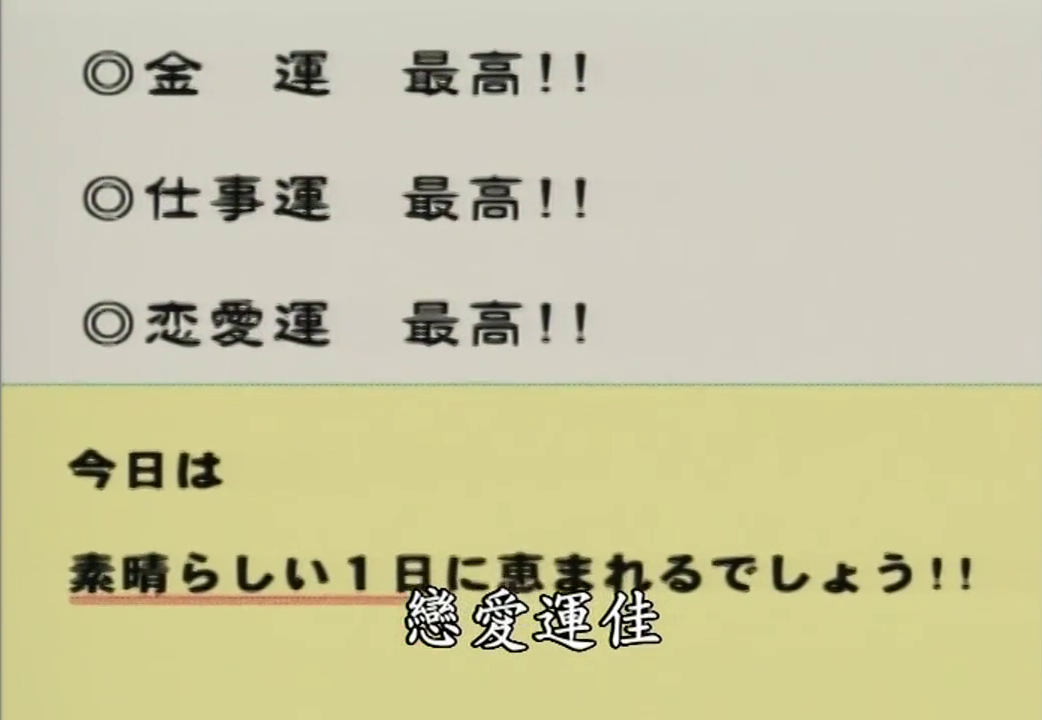 ◎金　運　最高！！
◎仕事運　最高！！
◎恋愛運　最高！！
今日は
素晴らしい１日に恵まれるでしょう！！
戀愛運佳